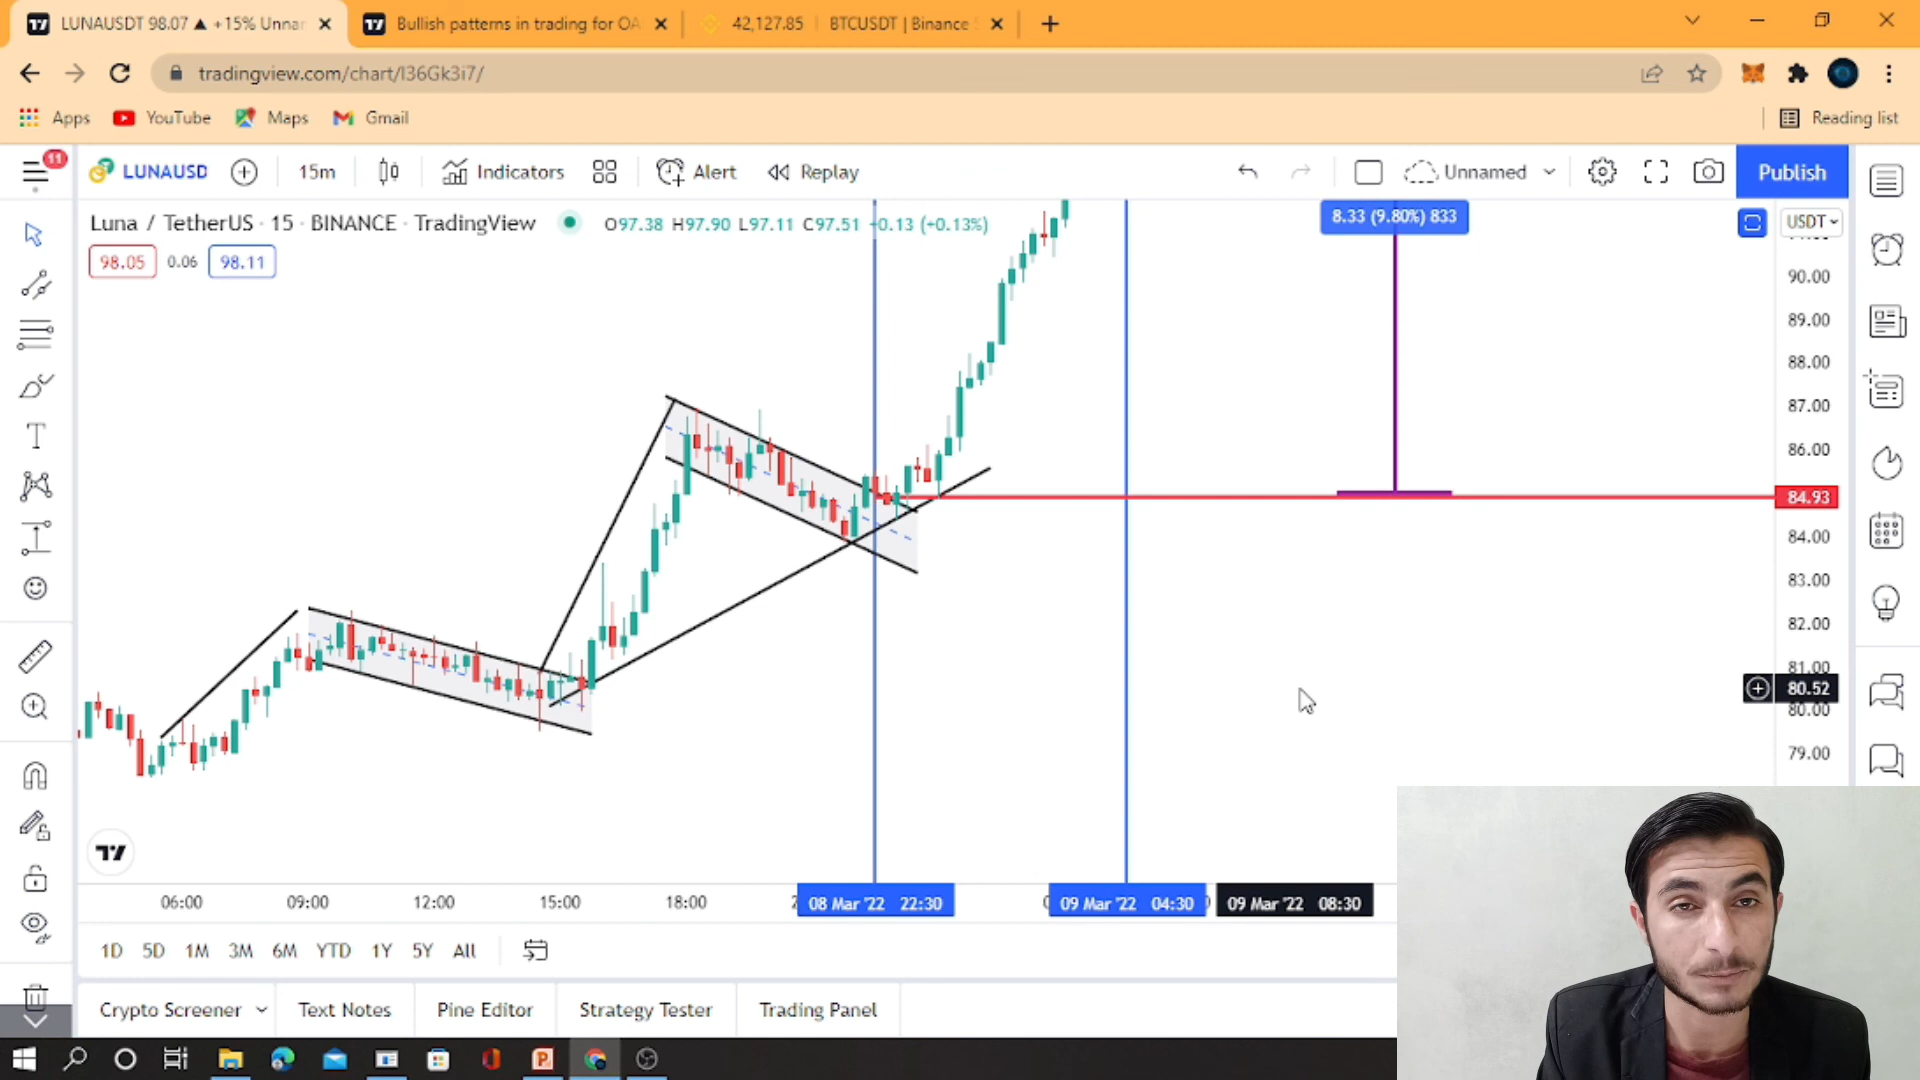 LUNAUSDT 98.07 ▲ +15% Unnar
Bullish patterns in trading for OA
42,127.85 BTCUSDT | Binance S
tradingview.com/chart/l36Gk3i7/
Apps YouTube Maps Gmail Reading list
11
LUNAUSD 15m Indicators Alert Replay Unnamed Publish
Luna / TetherUS · 15 · BINANCE · TradingView
O97.38 H97.90 L97.11 C97.51 +0.13 (+0.13%)
8.33 (9.80%) 833
USDT
98.05 0.06 98.11
90.00
89.00
88.00
87.00
86.00
84.93
84.00
83.00
82.00
81.00
80.52
80.00
79.00
06:00 09:00 12:00 15:00 18:00 08 Mar '22 22:30 09 Mar '22 04:30 09 Mar '22 08:30
1D 5D 1M 3M 6M YTD 1Y 5Y All
Crypto Screener Text Notes Pine Editor Strategy Tester Trading Panel